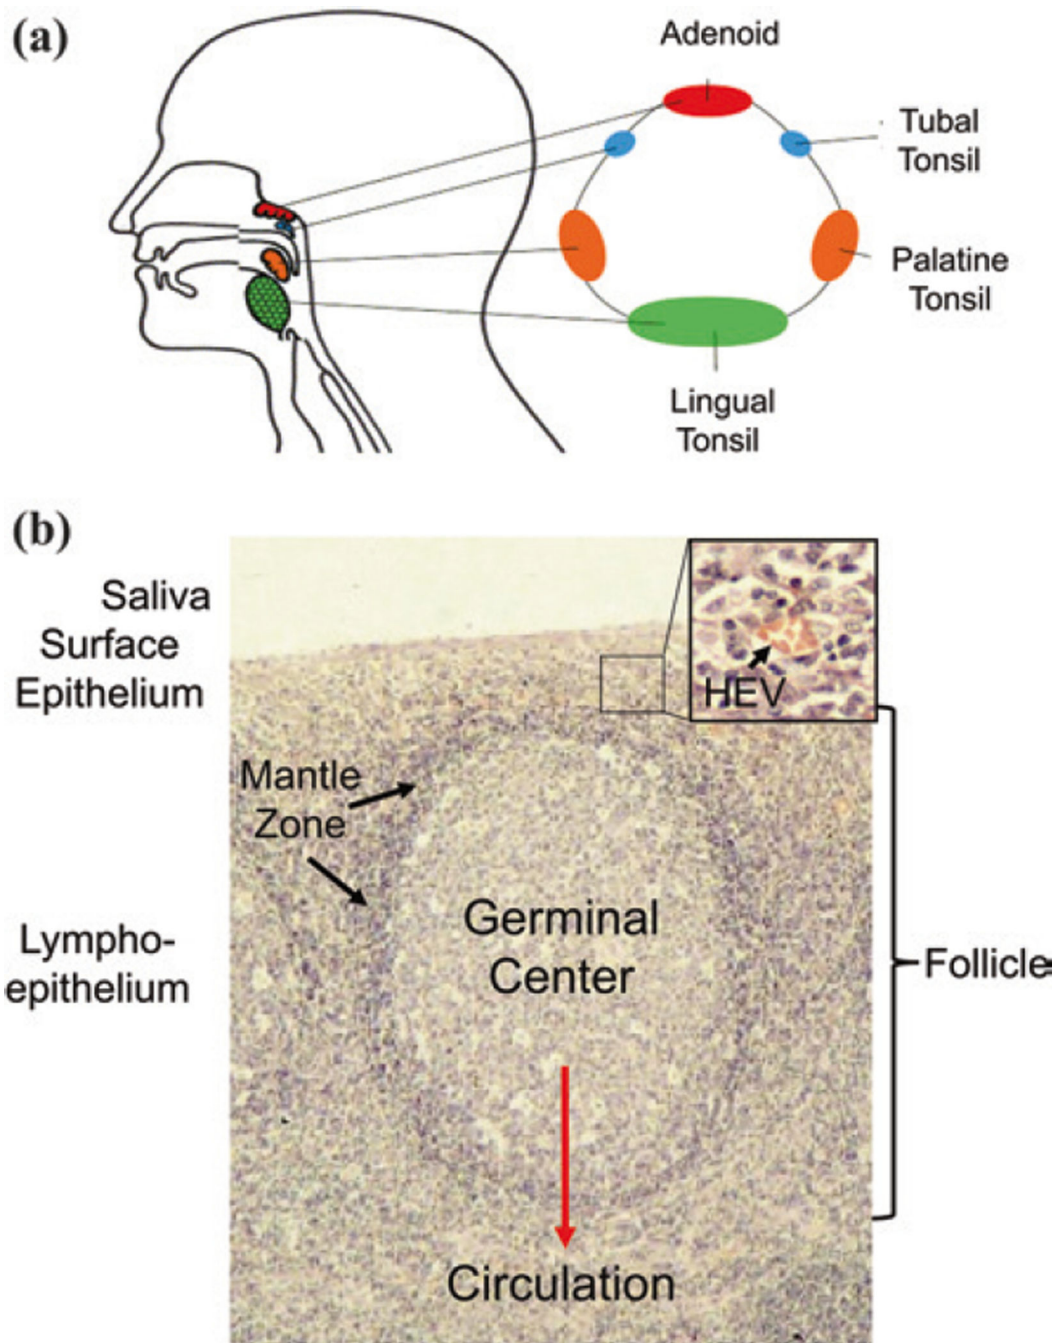 (a)
Adenoid
Tubal
Tonsil
Palatine
Tonsil
Lingual
Tonsil
(b)
Saliva
Surface
Epithelium
HEV
Mantle
Zone
Germinal
Center
Lympho-
epithelium
Follicle
Circulation